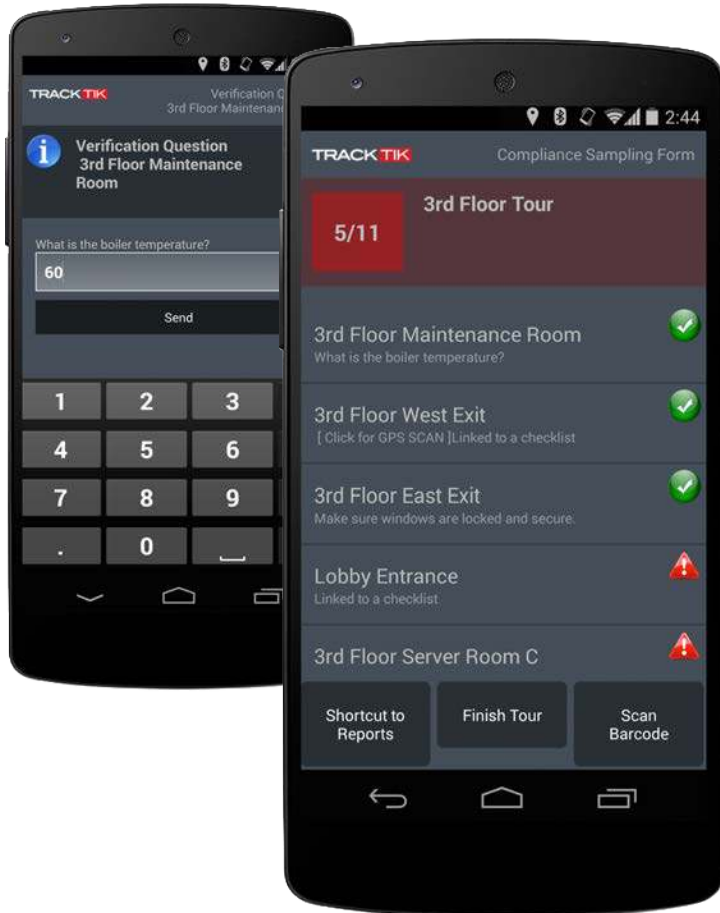 TRACKTIK
Verification Q
3rd Floor Maintenan
Verification Question
3rd Floor Maintenance
Room
What is the boiler temperature?
60
Send
1 2 3
4 5 6
7 8 9
. 0
2:44
TRACKTIK Compliance Sampling Form
5/11
3rd Floor Tour
3rd Floor Maintenance Room
What is the boiler temperature?
3rd Floor West Exit
[ Click for GPS SCAN ]Linked to a checklist
3rd Floor East Exit
Make sure windows are locked and secure.
Lobby Entrance
Linked to a checklist
3rd Floor Server Room C
Shortcut to
Reports
Finish Tour
Scan
Barcode